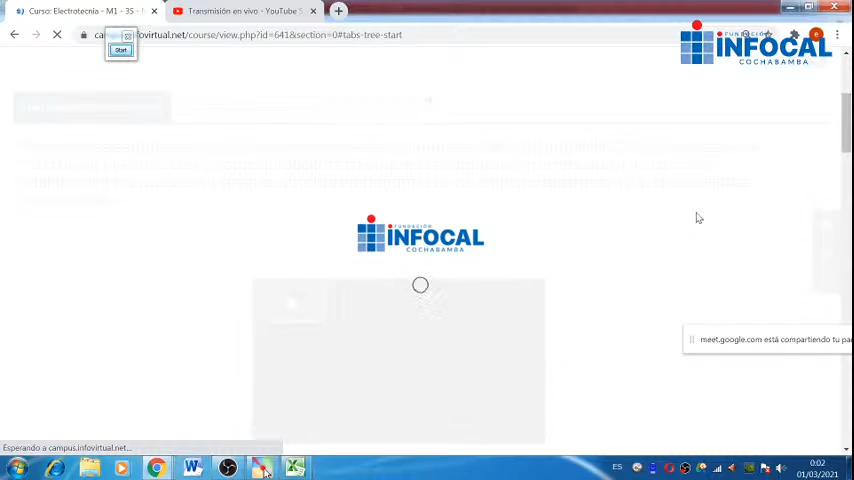 Curso: Electrotecnia - M1 - 35 -
Transmisión en vivo - YouTube S
Start
infovirtual.net/course/view.php?id=641&section=0#tabs-tree-start
e
FUNDACIÓN
INFOCAL
COCHABAMBA
FUNDACIÓN
INFOCAL
COCHABAMBA
meet.google.com está compartiendo tu pa
Esperando a campus.infovirtual.net...
ES
0:02
01/03/2021